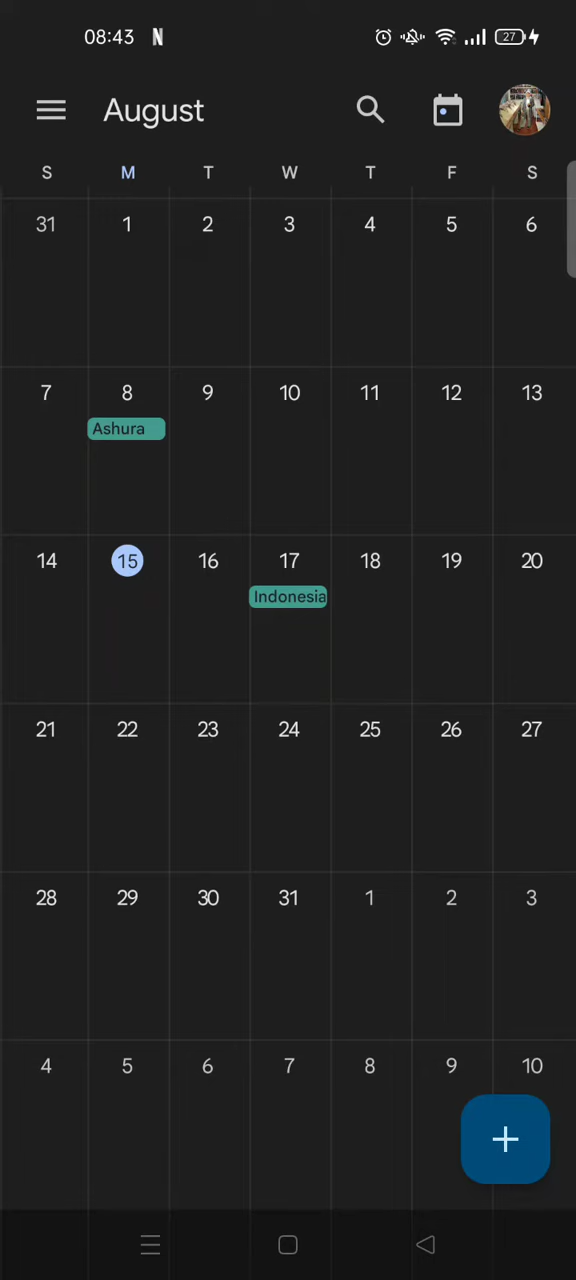 08:43 N 27
August
S M T W T F S
31 1 2 3 4 5 6
7 8 9 10 11 12 13
Ashura
14 15 16 17 18 19 20
Indonesia
21 22 23 24 25 26 27
28 29 30 31 1 2 3
4 5 6 7 8 9 10